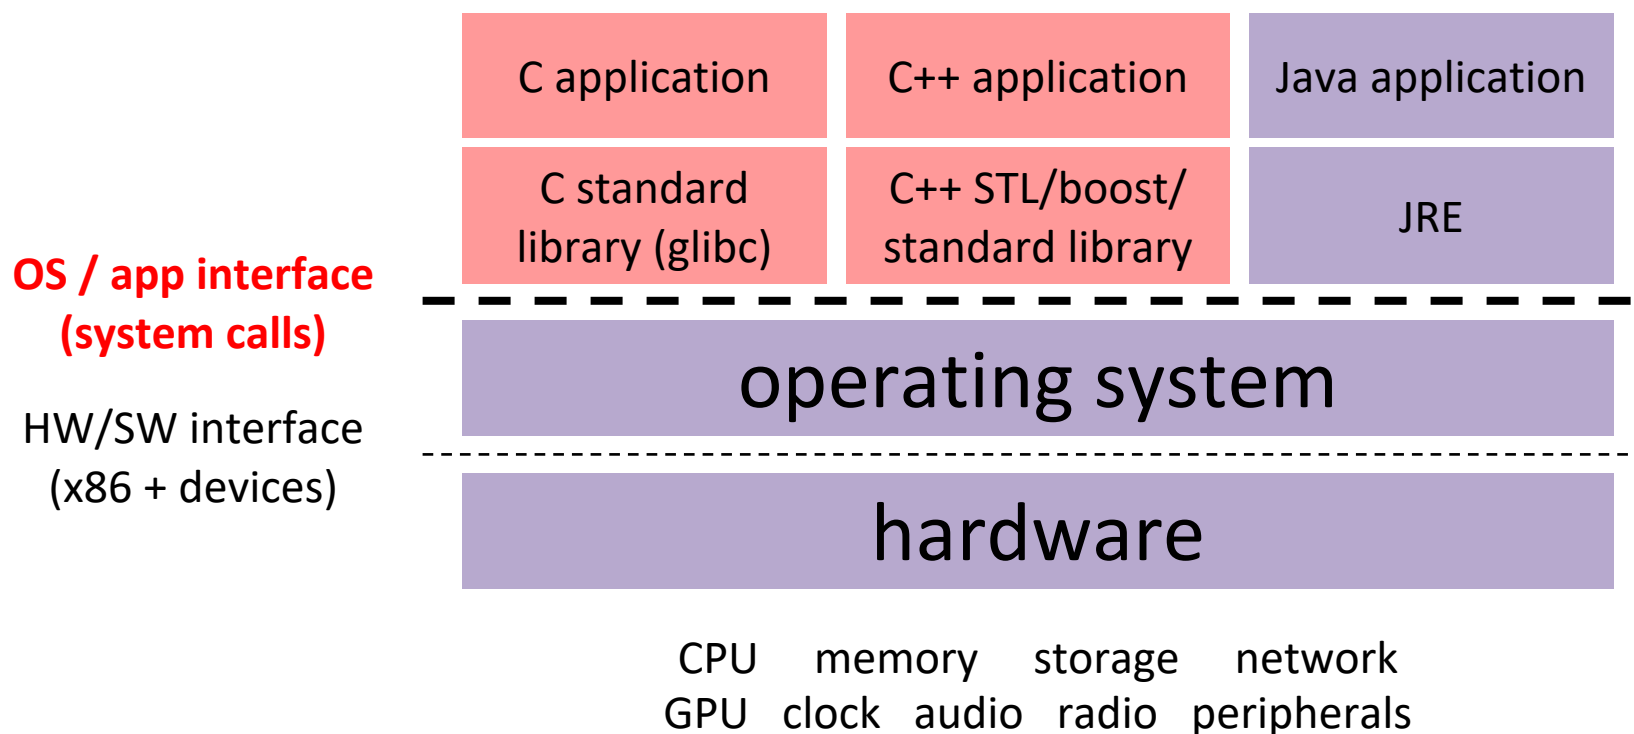 C application
C++ application
Java application
C standard
library (glibc)
C++ STL/boost/
standard library
JRE
OS / app interface
(system calls)
operating system
HW/SW interface
(x86 + devices)
hardware
CPU memory storage network
GPU clock audio radio peripherals